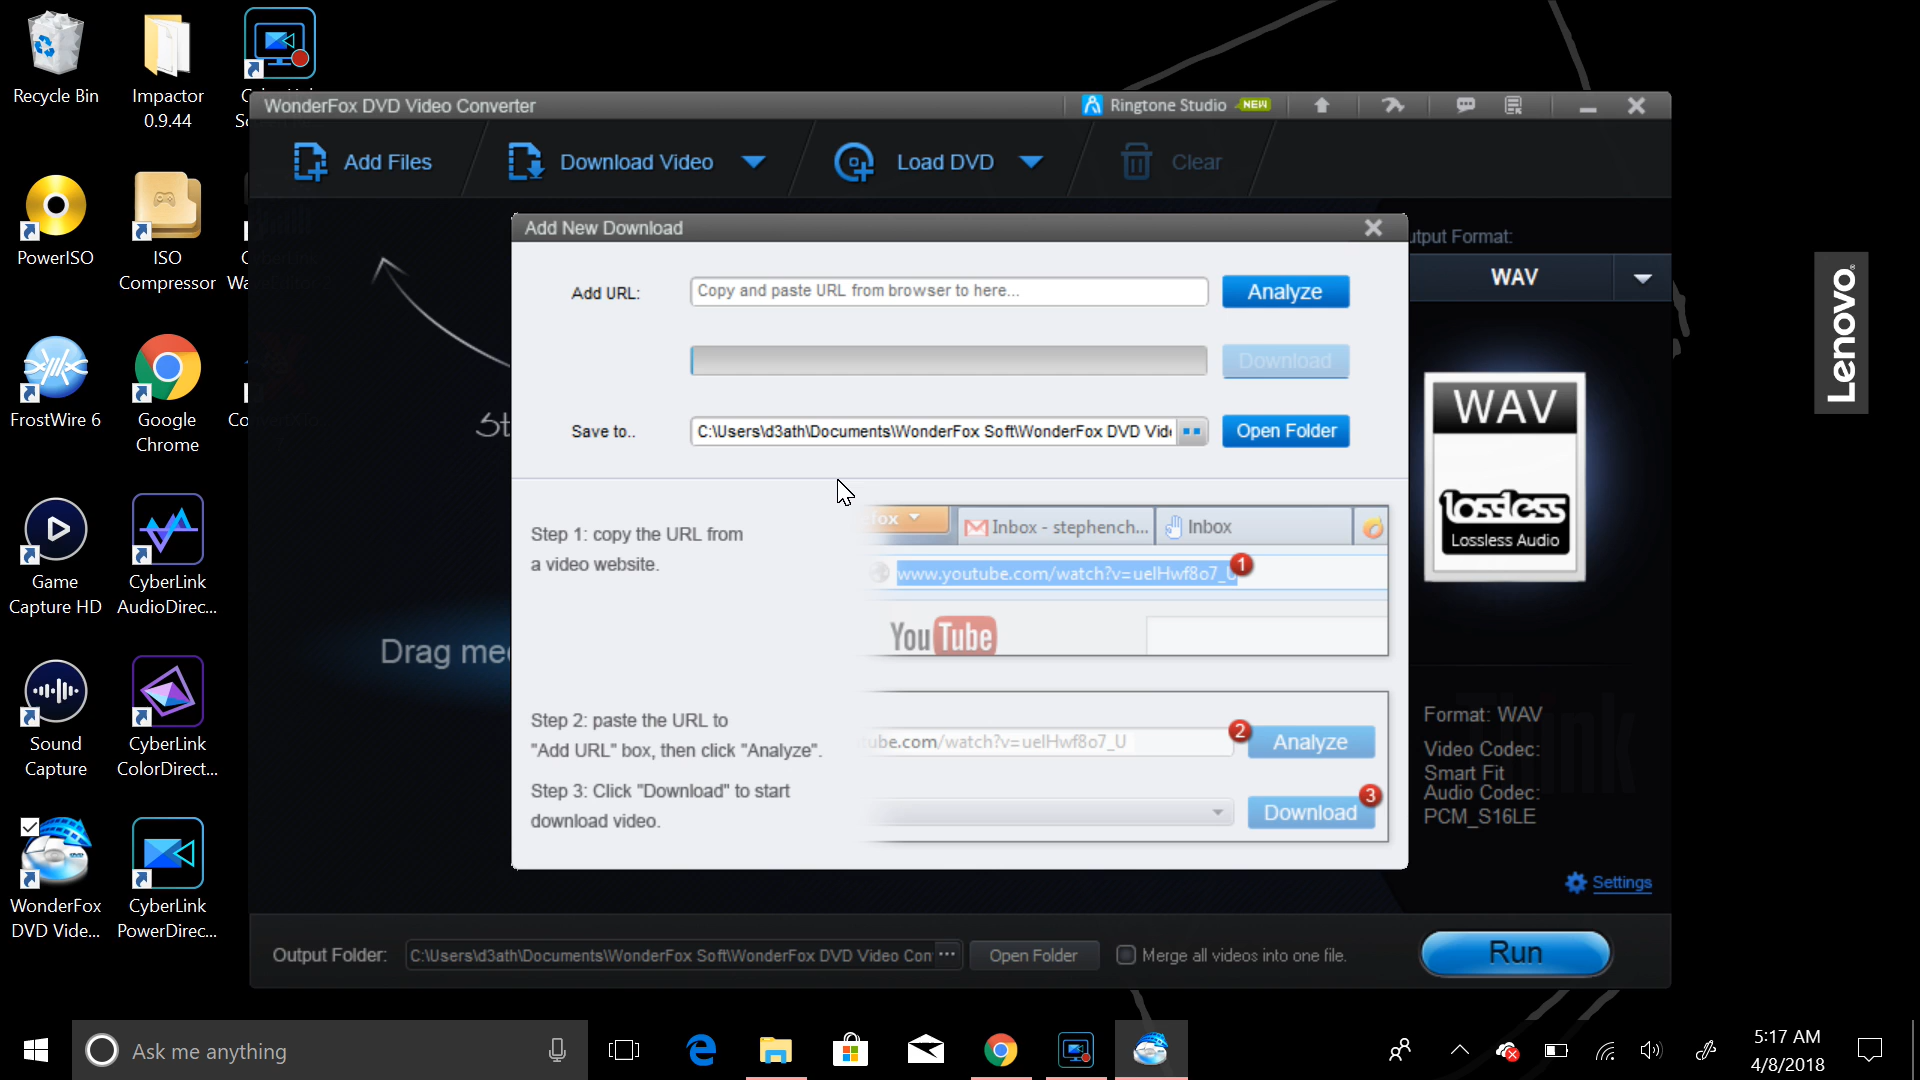 Recycle Bin
Impactor
0.9.44
WonderFox DVD Video Converter
Ringtone Studio NEW
Add Files
Download Video
Load DVD
Clear
PowerISO
ISO
Compressor
Add New Download
Add URL:
Copy and paste URL from browser to here...
Analyze
Download
Save to..
C:\Users\d3ath\Documents\WonderFox Soft\WonderFox DVD Vid
Open Folder
Step 1: copy the URL from
a video website.
fox
Inbox - stephench...
Inbox
www.youtube.com/watch?v=uelHwf8o7_U
1
YouTube
Step 2: paste the URL to
"Add URL" box, then click "Analyze".
tube.com/watch?v=uelHwf8o7_U
2
Analyze
Step 3: Click "Download" to start
download video.
Download
3
utput Format:
WAV
WAV
lossless
Lossless Audio
Format: WAV
Video Codec:
Smart Fit
Audio Codec:
PCM_S16LE
Settings
St
Drag me
Output Folder:
C:\Users\d3ath\Documents\WonderFox Soft\WonderFox DVD Video Con ...
Open Folder
Merge all videos into one file.
Run
Lenovo
FrostWire 6
Google
Chrome
Game
Capture HD
CyberLink
AudioDirec...
Sound
Capture
CyberLink
ColorDirect...
WonderFox
DVD Vide...
CyberLink
PowerDirec...
Ask me anything
5:17 AM
4/8/2018